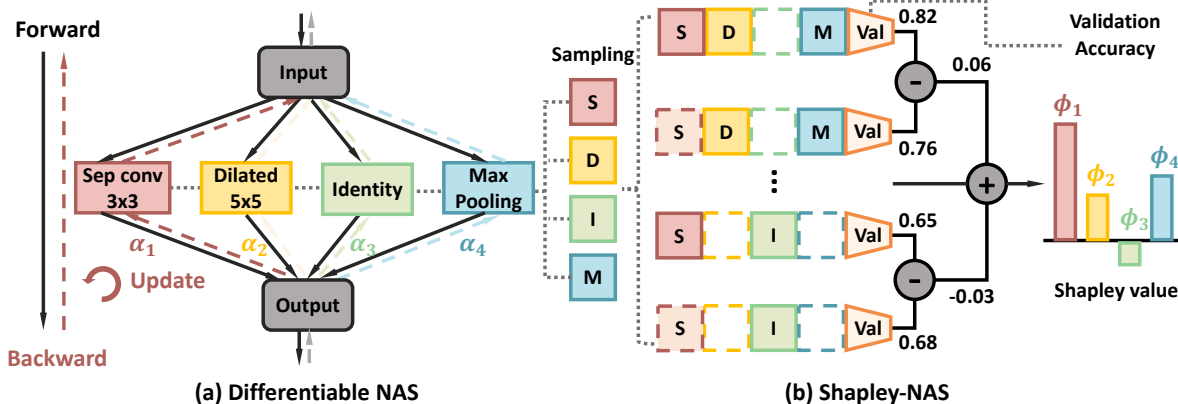 Forward
Input
Sep conv
3x3
Dilated
5x5
Identity
Max
Pooling
α1
α2
α3
α4
Update
Output
Backward
(a) Differentiable NAS
Sampling
S
D
I
M
S D M Val 0.82
S D M Val 0.76
- 0.06
...
S I Val 0.65
S I Val 0.68
- -0.03
+
Validation
Accuracy
ϕ1
ϕ2
ϕ3
ϕ4
Shapley value
(b) Shapley-NAS